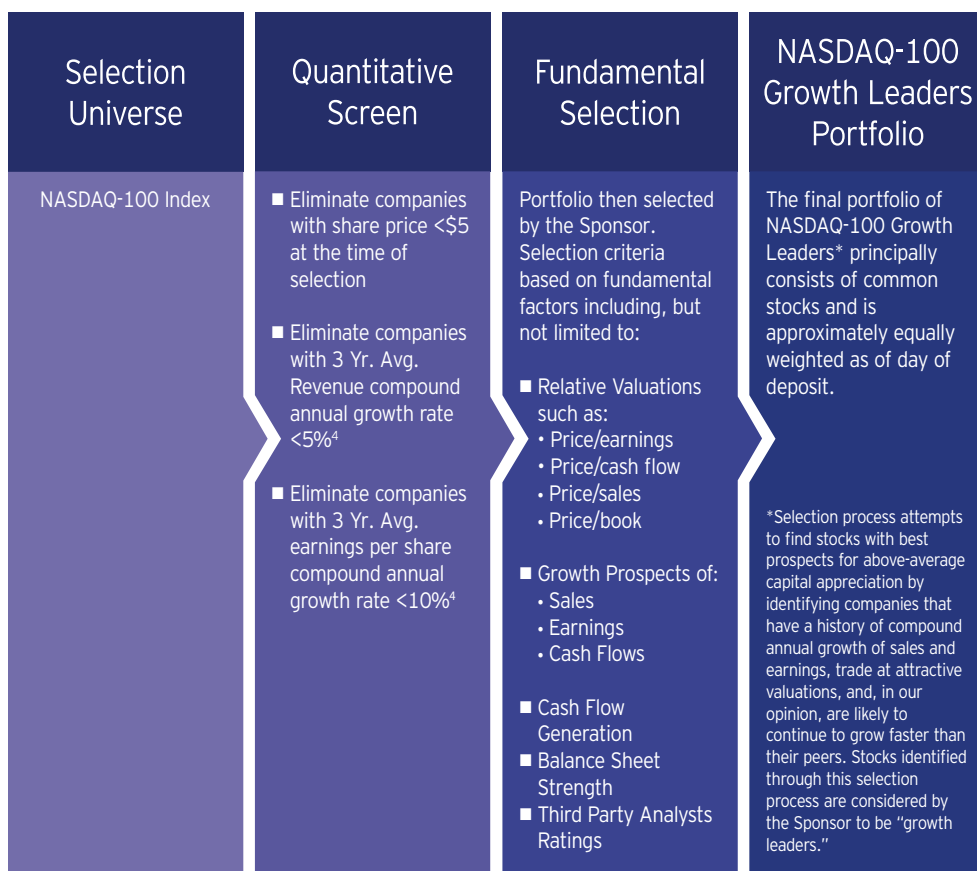 Selection
Universe
NASDAQ-100 Index
Quantitative
Screen
■ Eliminate companies
with share price <$5
at the time of
selection
■ Eliminate companies
with 3 Yr. Avg.
Revenue compound
annual growth rate
<5%⁴
■ Eliminate companies
with 3 Yr. Avg.
earnings per share
compound annual
growth rate <10%⁴
Fundamental
Selection
Portfolio then selected
by the Sponsor.
Selection criteria
based on fundamental
factors including, but
not limited to:
■ Relative Valuations
such as:
• Price/earnings
• Price/cash flow
• Price/sales
• Price/book
■ Growth Prospects of:
• Sales
• Earnings
• Cash Flows
■ Cash Flow
Generation
■ Balance Sheet
Strength
■ Third Party Analysts
Ratings
NASDAQ-100
Growth Leaders
Portfolio
The final portfolio of
NASDAQ-100 Growth
Leaders* principally
consists of common
stocks and is
approximately equally
weighted as of day of
deposit.
*Selection process attempts
to find stocks with best
prospects for above-average
capital appreciation by
identifying companies that
have a history of compound
annual growth of sales and
earnings, trade at attractive
valuations, and, in our
opinion, are likely to
continue to grow faster than
their peers. Stocks identified
through this selection
process are considered by
the Sponsor to be “growth
leaders.”